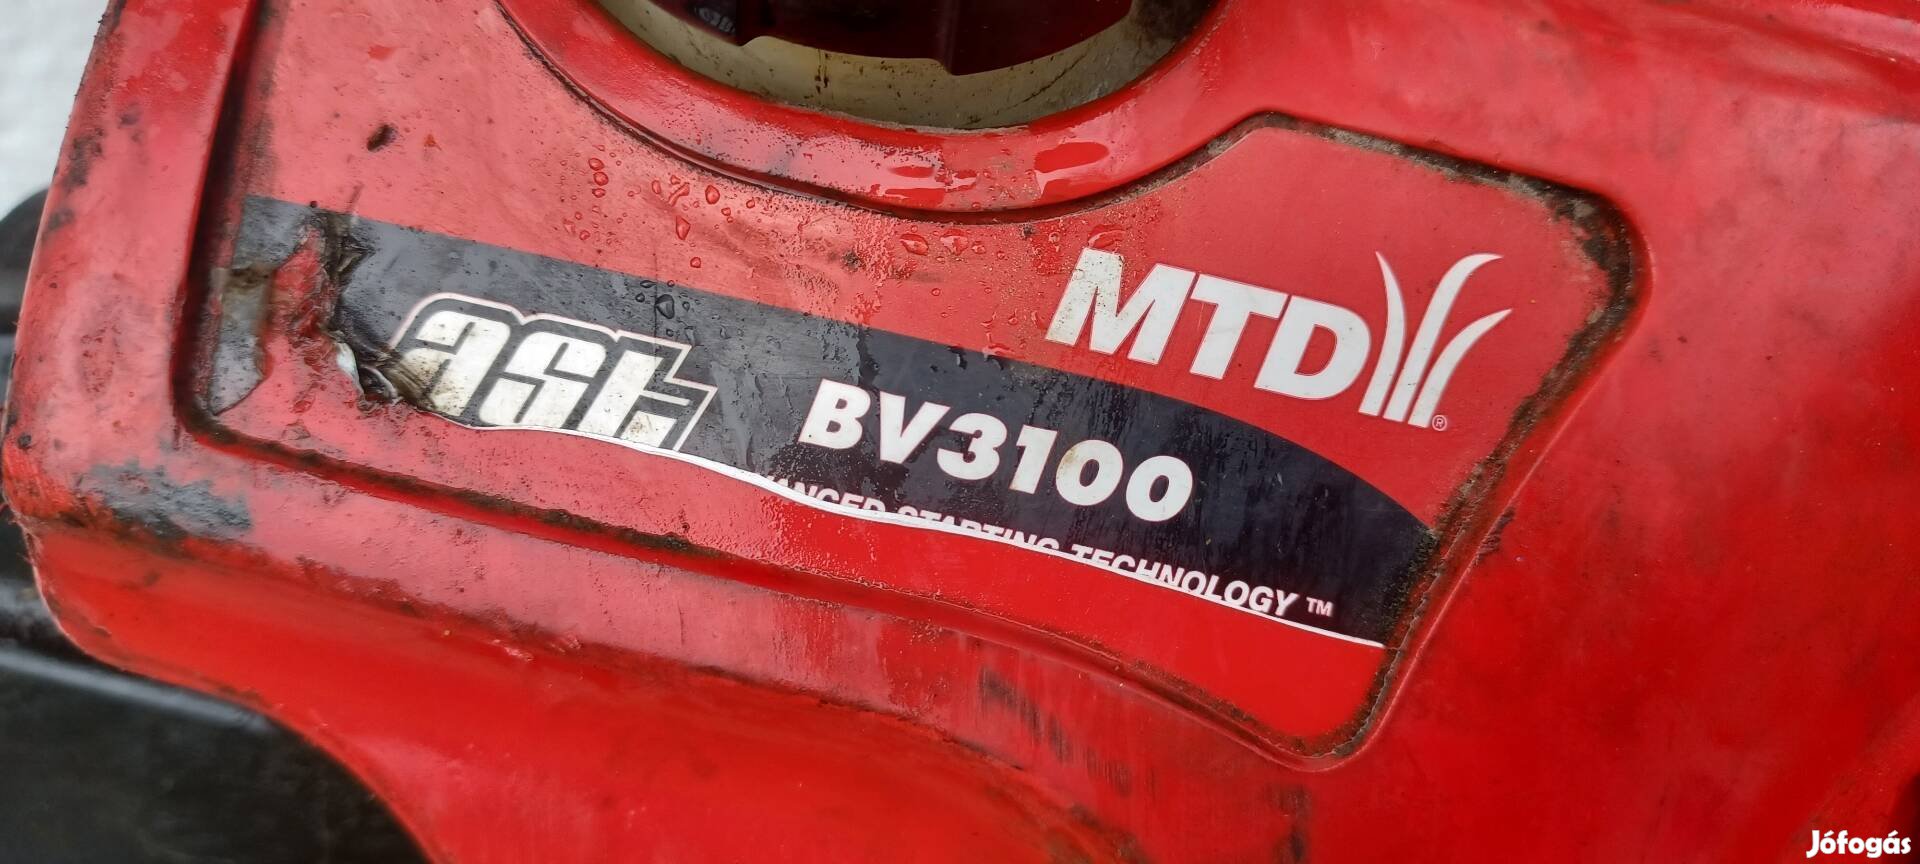 MTD®
ast
BV3100
STARTING TECHNOLOGY™
Jófogás